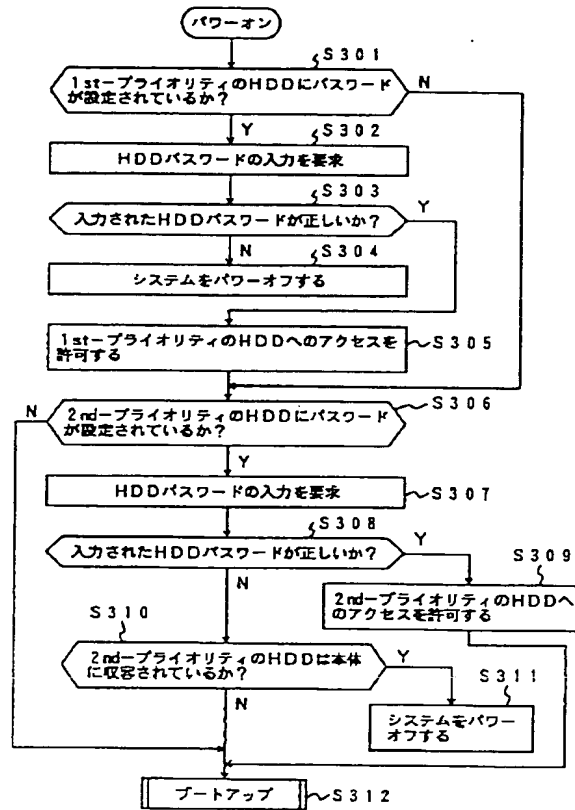 パワーオン
S301
1st-プライオリティのHDDにパスワード
が設定されているか?
N
Y
S302
HDDパスワードの入力を要求
S303
入力されたHDDパスワードが正しいか?
Y
N
S304
システムをパワーオフする
1st-プライオリティのHDDへのアクセスを
許可する
S305
N
S306
2nd-プライオリティのHDDにパスワード
が設定されているか?
Y
HDDパスワードの入力を要求
S307
S308
入力されたHDDパスワードが正しいか?
Y
N
S309
2nd-プライオリティのHDDへ
のアクセスを許可する
S310
2nd-プライオリティのHDDは本体
に収容されているか?
Y
N
S311
システムをパワー
オフする
ブートアップ
S312